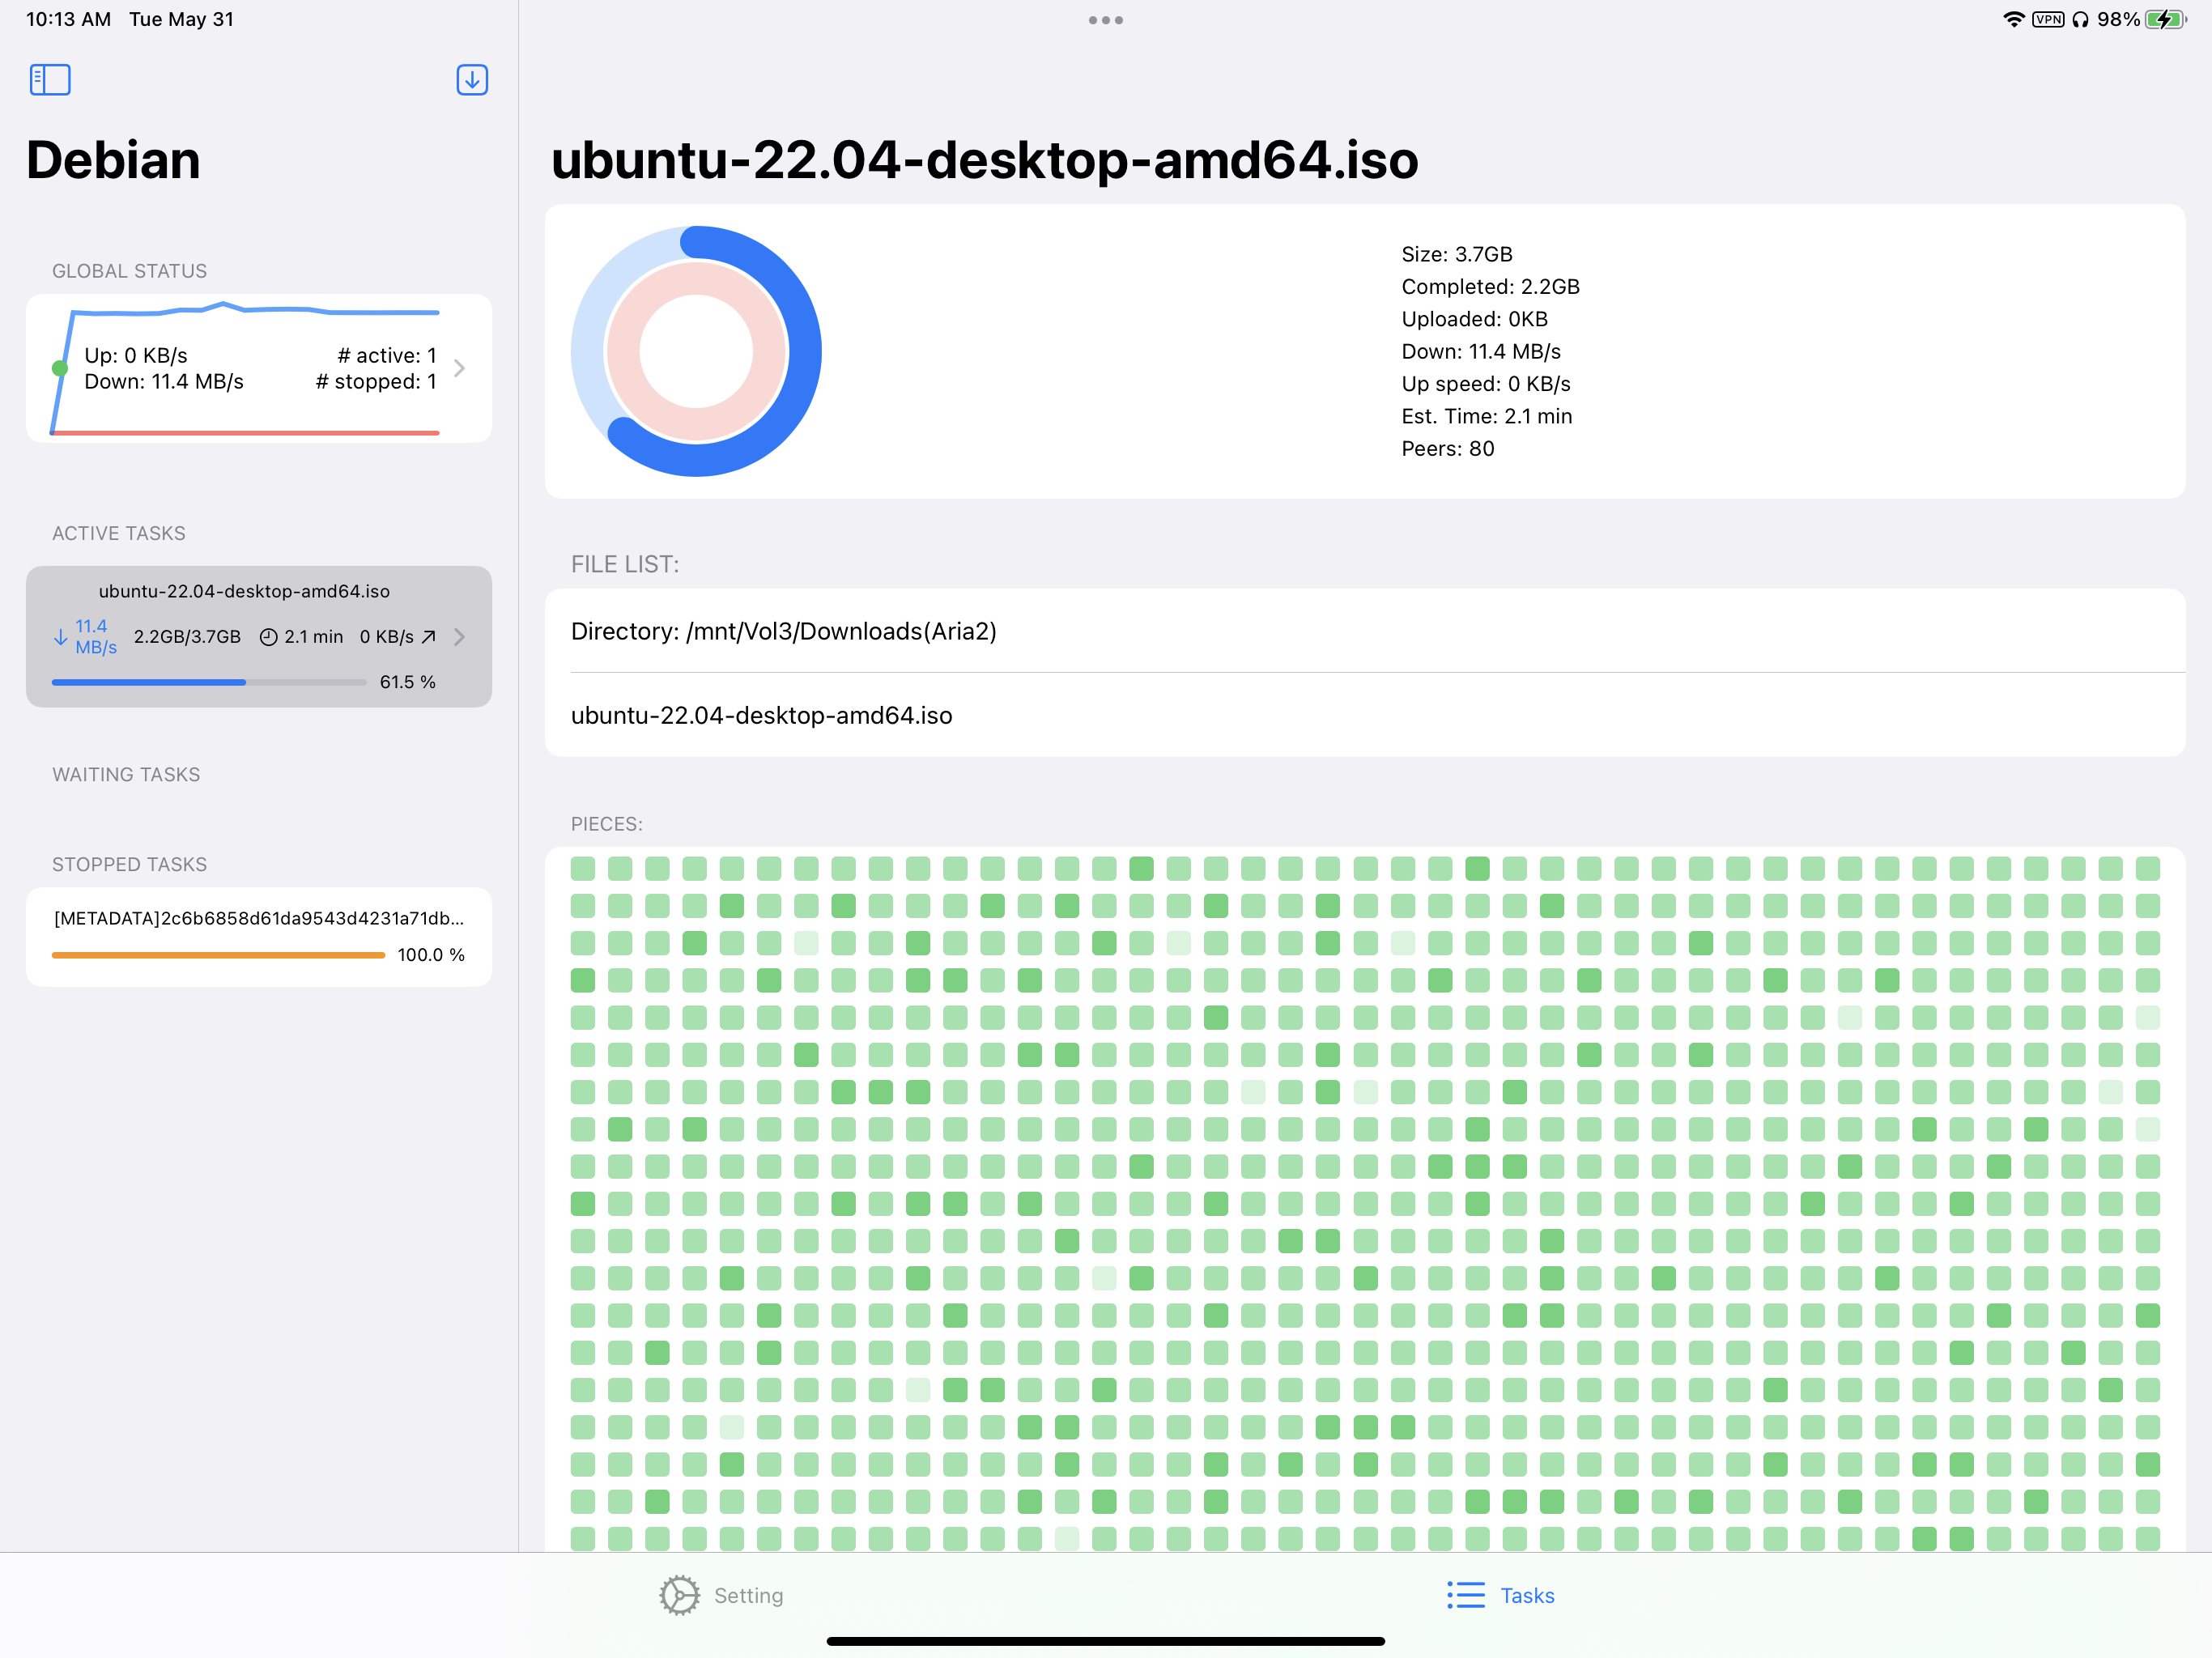 10:13 AM Tue May 31
VPN 98%
Debian
GLOBAL STATUS
Up: 0 KB/s # active: 1
Down: 11.4 MB/s # stopped: 1
ACTIVE TASKS
ubuntu-22.04-desktop-amd64.iso
11.4 MB/s 2.2GB/3.7GB 2.1 min 0 KB/s
61.5 %
WAITING TASKS
STOPPED TASKS
[METADATA]2c6b6858d61da9543d4231a71db...
100.0 %
ubuntu-22.04-desktop-amd64.iso
Size: 3.7GB
Completed: 2.2GB
Uploaded: 0KB
Down: 11.4 MB/s
Up speed: 0 KB/s
Est. Time: 2.1 min
Peers: 80
FILE LIST:
Directory: /mnt/Vol3/Downloads(Aria2)
ubuntu-22.04-desktop-amd64.iso
PIECES:
Setting
Tasks